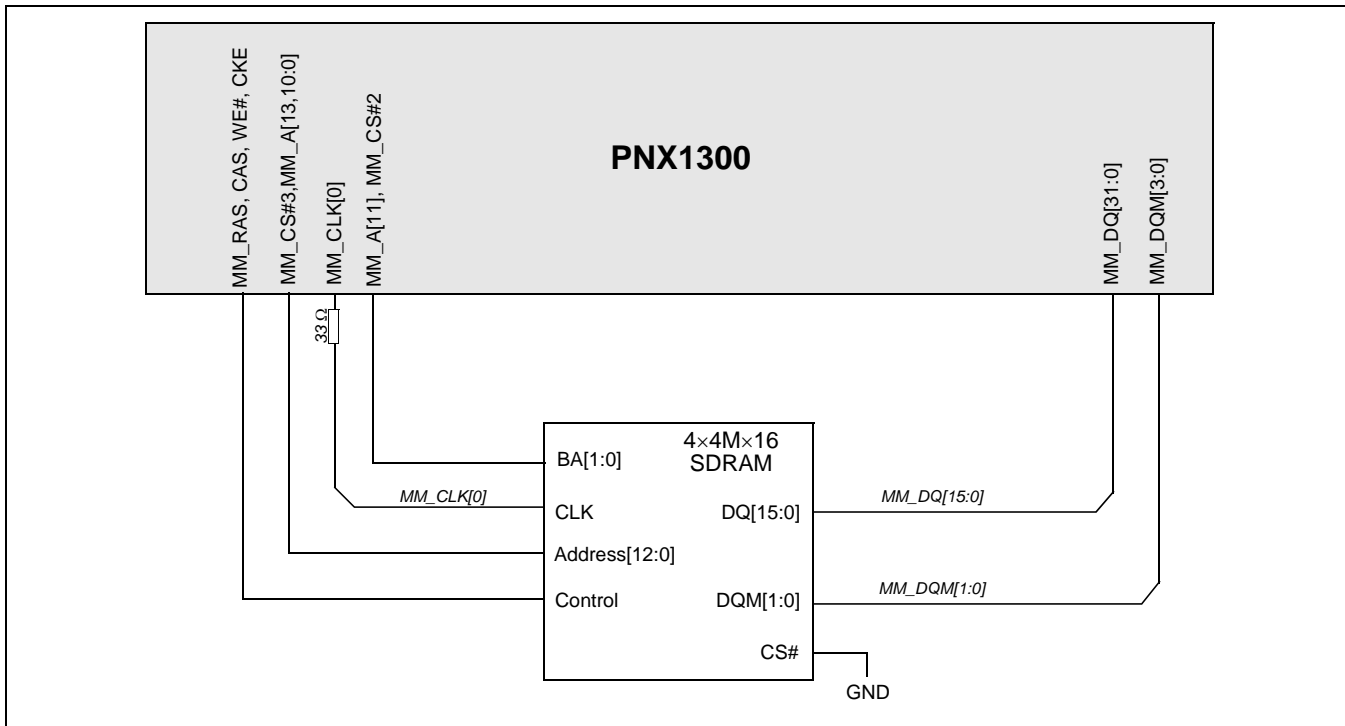 MM_RAS, CAS, WE#, CKE
MM_CS#3,MM_A[13,10:0]
MM_CLK[0]
MM_A[11], MM_CS#2
PNX1300
MM_DQ[31:0]
MM_DQM[3:0]
33 Ω
4×4M×16
SDRAM
BA[1:0]
MM_CLK[0]
CLK
DQ[15:0]
MM_DQ[15:0]
Address[12:0]
Control
DQM[1:0]
MM_DQM[1:0]
CS#
GND